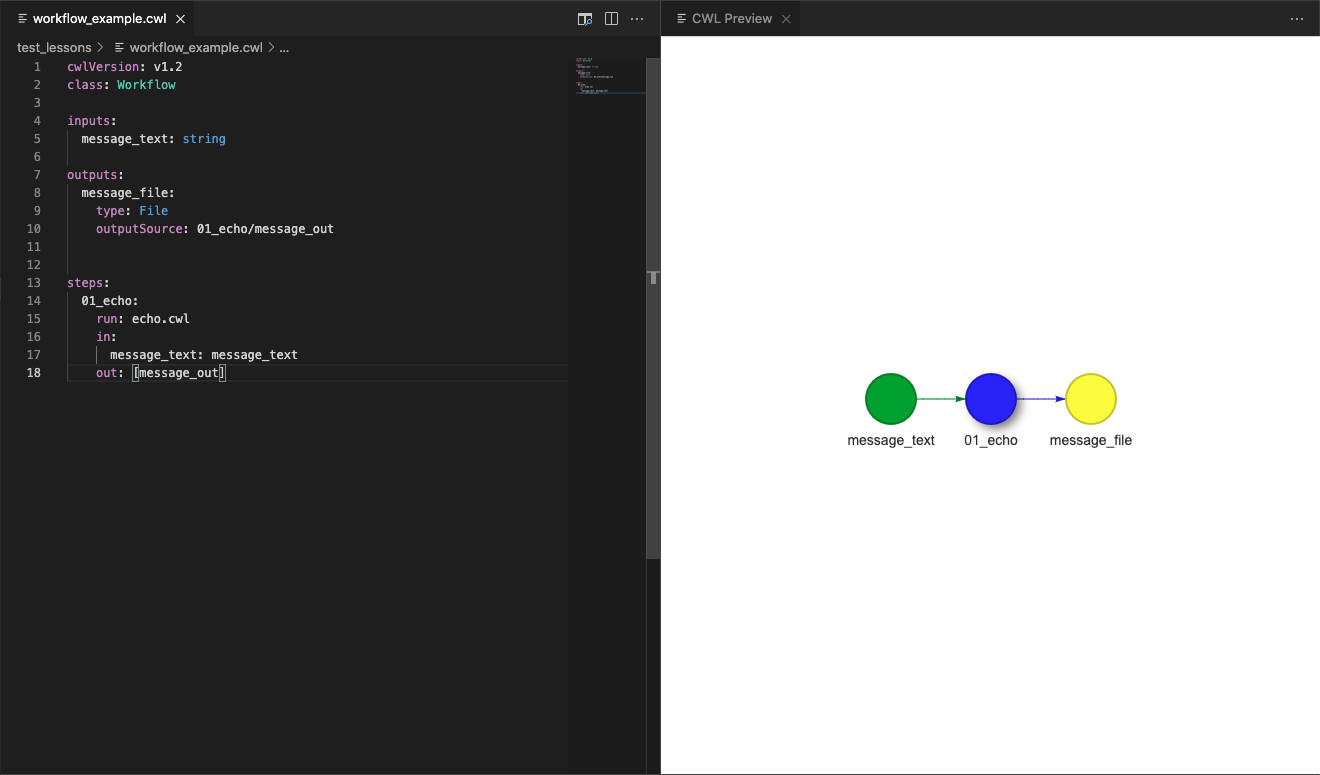 workflow_example.cwl
test_lessons > workflow_example.cwl > ...
1 cwlVersion: v1.2
2 class: Workflow
3
4 inputs:
5   message_text: string
6
7 outputs:
8   message_file:
9     type: File
10     outputSource: 01_echo/message_out
11
12
13 steps:
14   01_echo:
15     run: echo.cwl
16     in:
17       message_text: message_text
18     out: [message_out]
CWL Preview
message_text 01_echo message_file